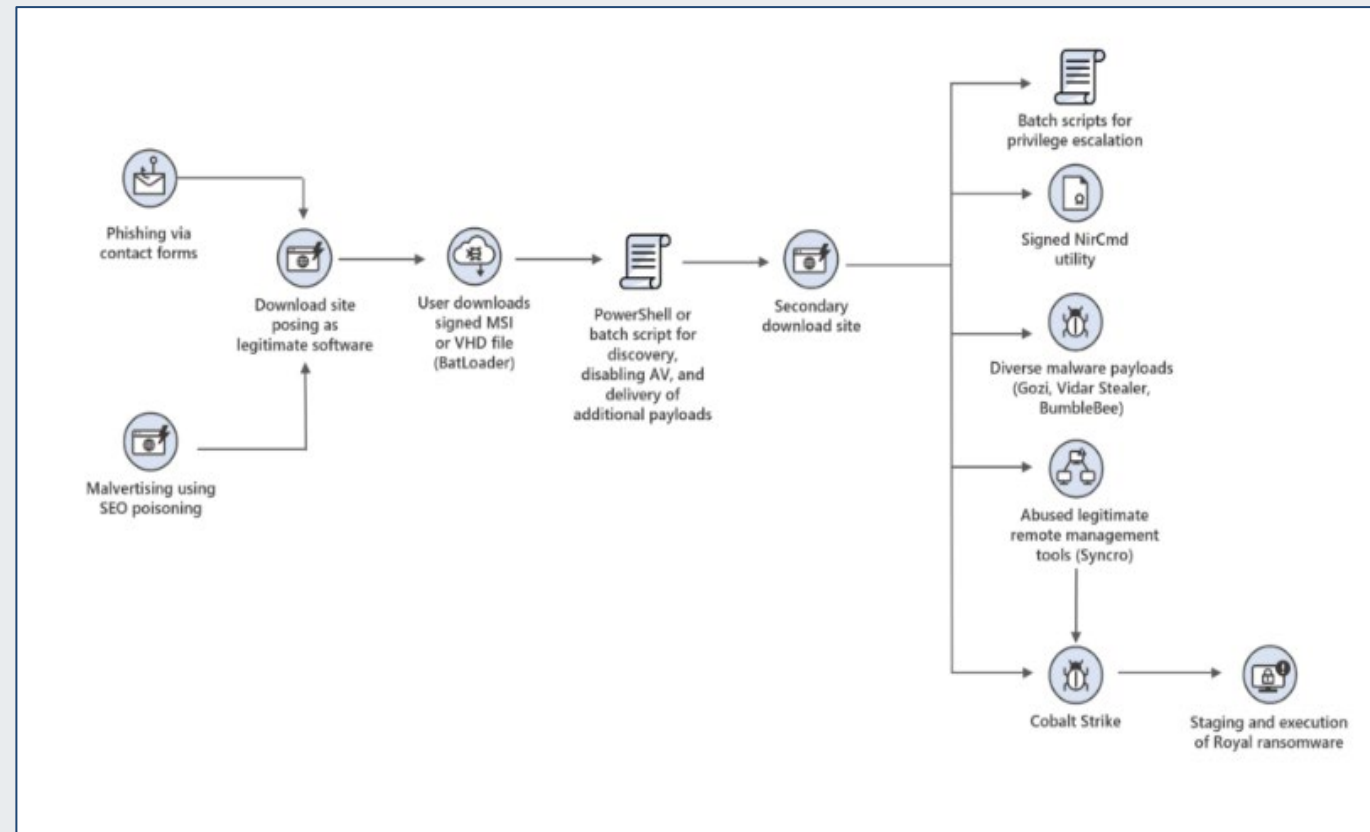 Phishing via
contact forms
Malvertising using
SEO poisoning
Download site
posing as
legitimate software
User downloads
signed MSI
or VHD file
(BatLoader)
PowerShell or
batch script for
discovery,
disabling AV, and
delivery of
additional payloads
Secondary
download site
Batch scripts for
privilege escalation
Signed NirCmd
utility
Diverse malware payloads
(Gozi, Vidar Stealer,
BumbleBee)
Abused legitimate
remote management
tools (Syncro)
Cobalt Strike
Staging and execution
of Royal ransomware